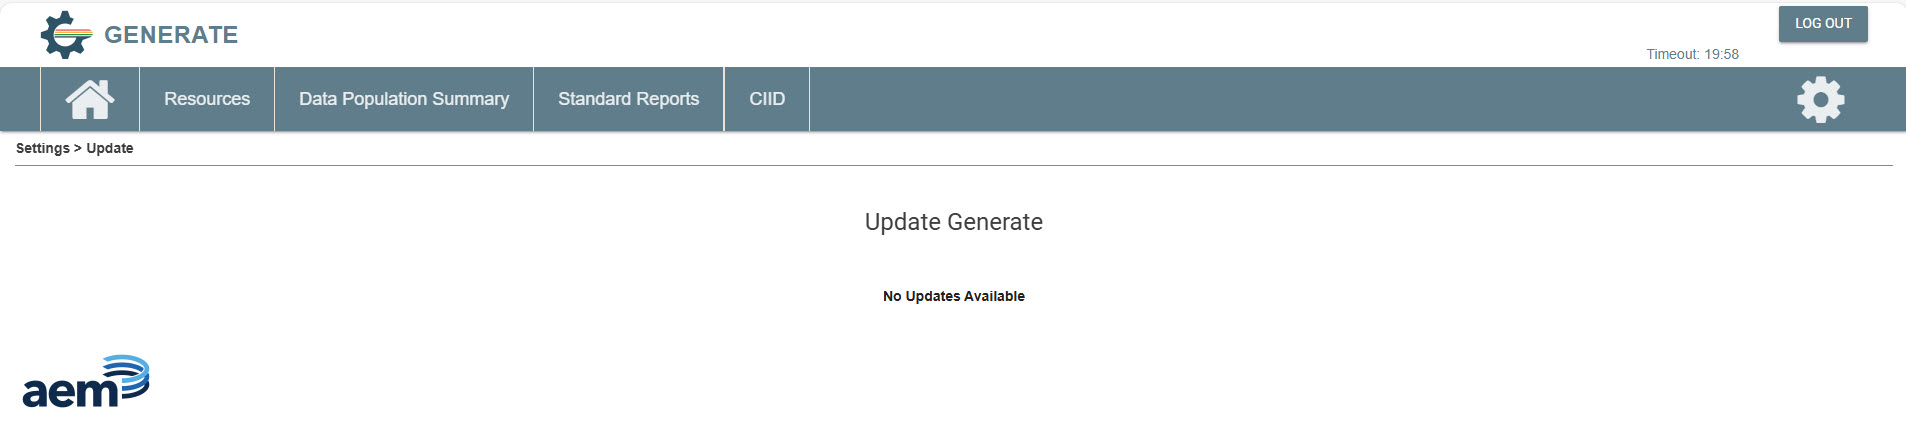 GENERATE
LOG OUT
Timeout: 19:58
Resources
Data Population Summary
Standard Reports
CIID
Settings > Update
Update Generate
No Updates Available
aem